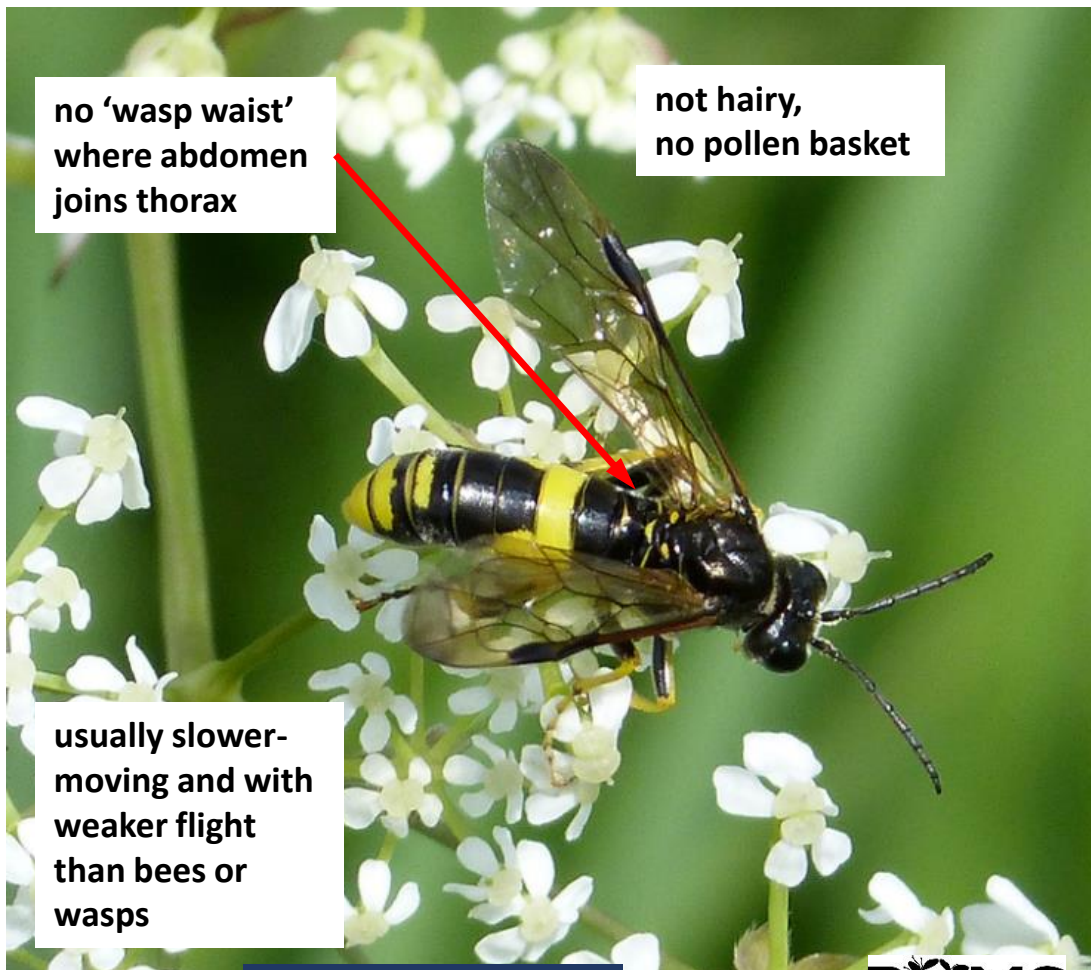 no ‘wasp waist’
where abdomen
joins thorax
not hairy,
no pollen basket
usually slower-
moving and with
weaker flight
than bees or
wasps